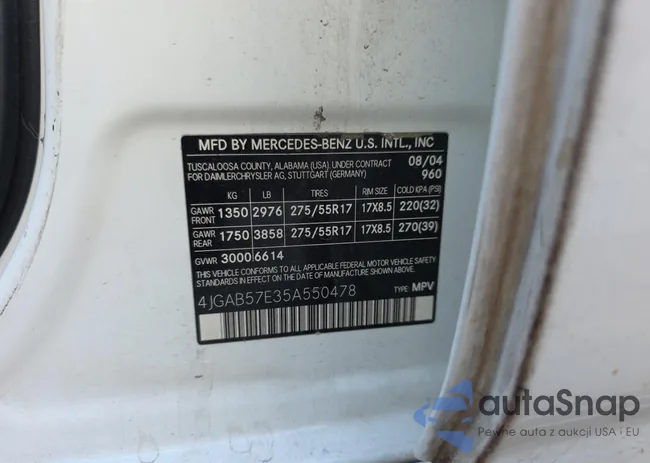 MFD BY MERCEDES-BENZ U.S. INTL., INC
TUSCALOOSA COUNTY, ALABAMA (USA) UNDER CONTRACT 08/04
FOR DAIMLERCHRYSLER AG, STUTTGART (GERMANY) 960
KG LB TIRES RIM SIZE COLD KPA (PSI)
GAWR FRONT 1350 2976 275/55R17 17X8.5 220(32)
GAWR REAR 1750 3858 275/55R17 17X8.5 270(39)
GVWR 3000 6614
THIS VEHICLE CONFORMS TO ALL APPLICABLE FEDERAL MOTOR VEHICLE
SAFETY STANDARDS IN EFFECT ON THE DATE OF MANUFACTURE SHOWN ABOVE.
4JGAB57E35A550478 TYPE: MPV
autoSnap
Pewne auto z aukcji USA i EU